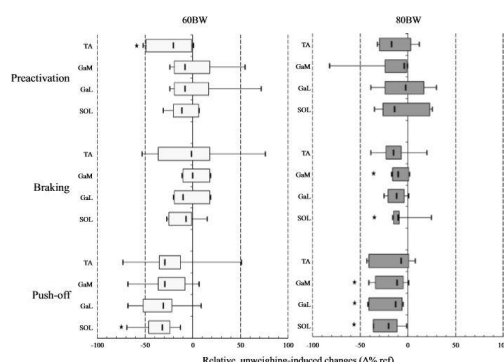 60BW
80BW
Preactivation
TA
GaM
GaL
SOL
TA
GaM
GaL
SOL
Braking
TA
GaM
GaL
SOL
TA
GaM
GaL
SOL
Push-off
TA
GaM
GaL
SOL
TA
GaM
GaL
SOL
* * * * * * *
-100 -50 0 50 100
-100 -50 0 50 100
Relative, unweighing-induced changes (Δ% ref)